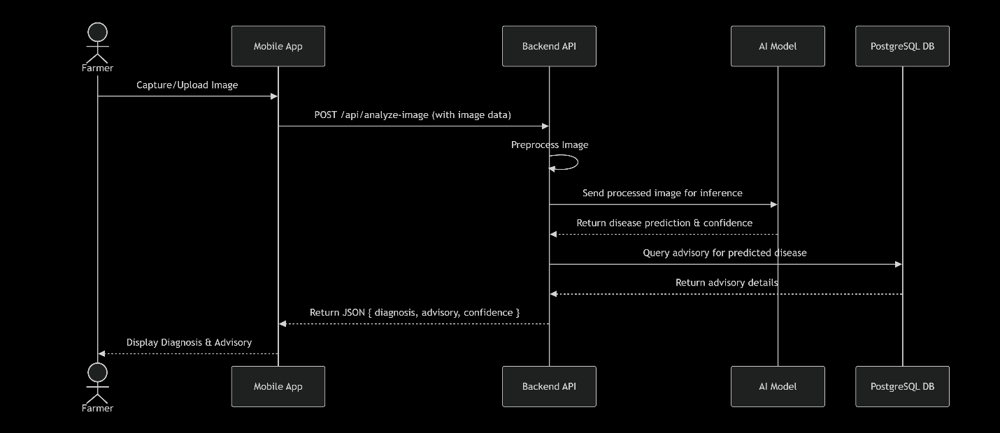 Farmer
Mobile App
Backend API
AI Model
PostgreSQL DB
Capture/Upload Image
POST /api/analyze-image (with image data)
Preprocess Image
Send processed image for inference
Return disease prediction & confidence
Query advisory for predicted disease
Return advisory details
Return JSON { diagnosis, advisory, confidence }
Display Diagnosis & Advisory
Farmer
Mobile App
Backend API
AI Model
PostgreSQL DB